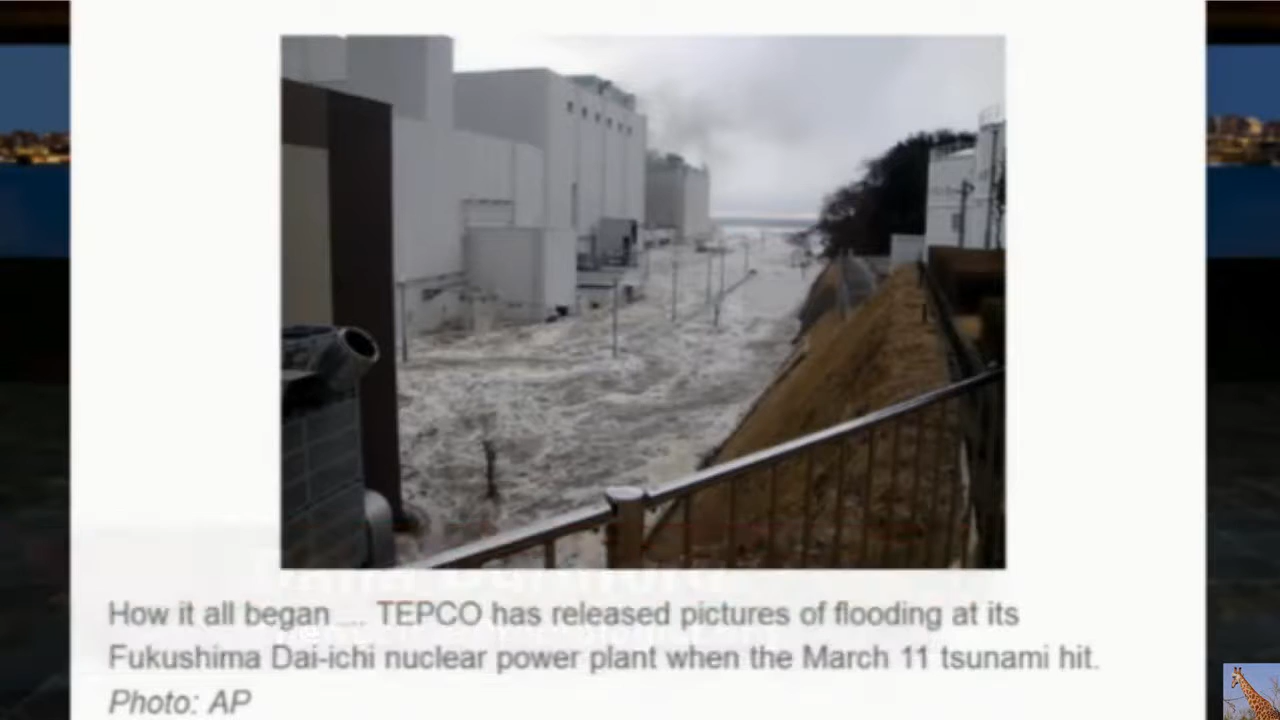 How it all began ... TEPCO has released pictures of flooding at its
Fukushima Dai-ichi nuclear power plant when the March 11 tsunami hit.
Photo: AP